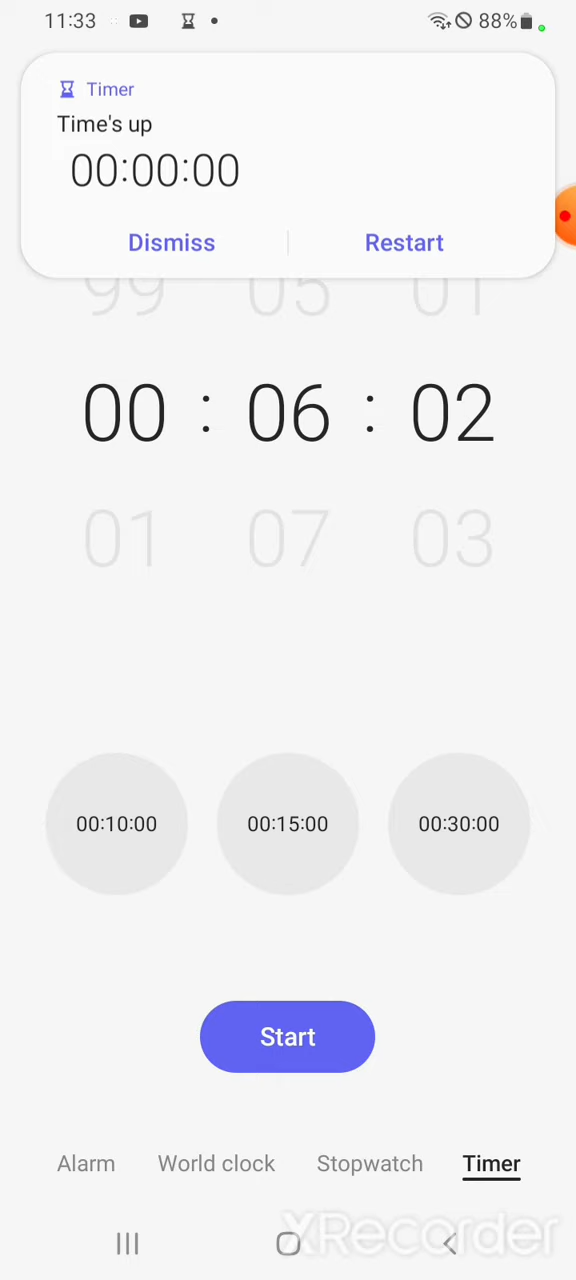 11:33 88%
Timer
Time's up
00:00:00
Dismiss Restart
99 05 01
00 : 06 : 02
01 07 03
00:10:00 00:15:00 00:30:00
Start
Alarm World clock Stopwatch Timer
XRecorder